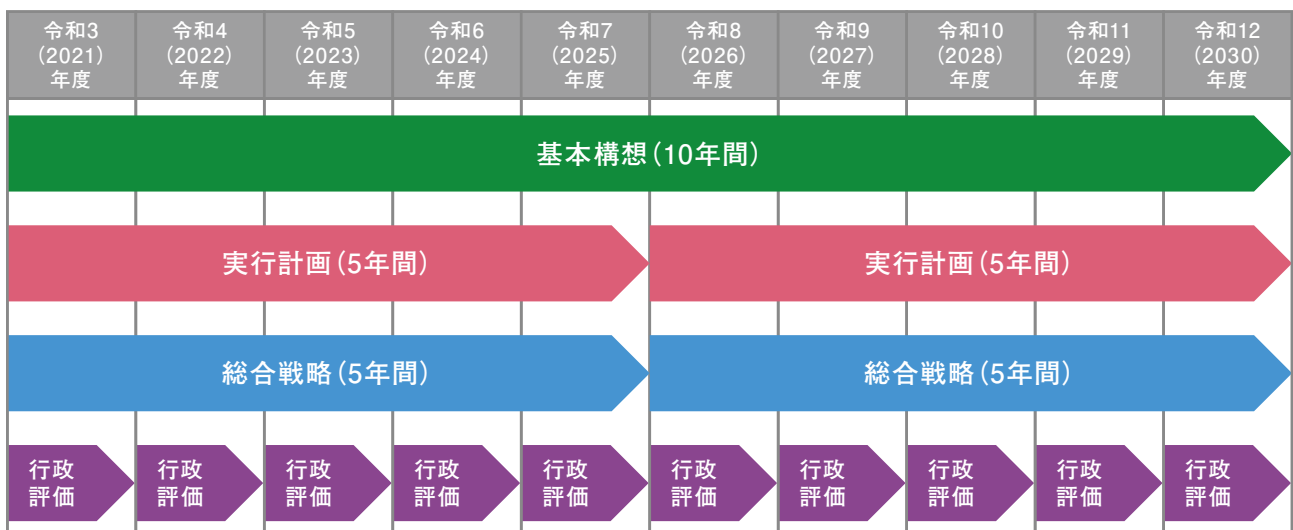 令和3
(2021)
年度
令和4
(2022)
年度
令和5
(2023)
年度
令和6
(2024)
年度
令和7
(2025)
年度
令和8
(2026)
年度
令和9
(2027)
年度
令和10
(2028)
年度
令和11
(2029)
年度
令和12
(2030)
年度
基本構想(10年間)
実行計画(5年間)
実行計画(5年間)
総合戦略(5年間)
総合戦略(5年間)
行政
評価
行政
評価
行政
評価
行政
評価
行政
評価
行政
評価
行政
評価
行政
評価
行政
評価
行政
評価